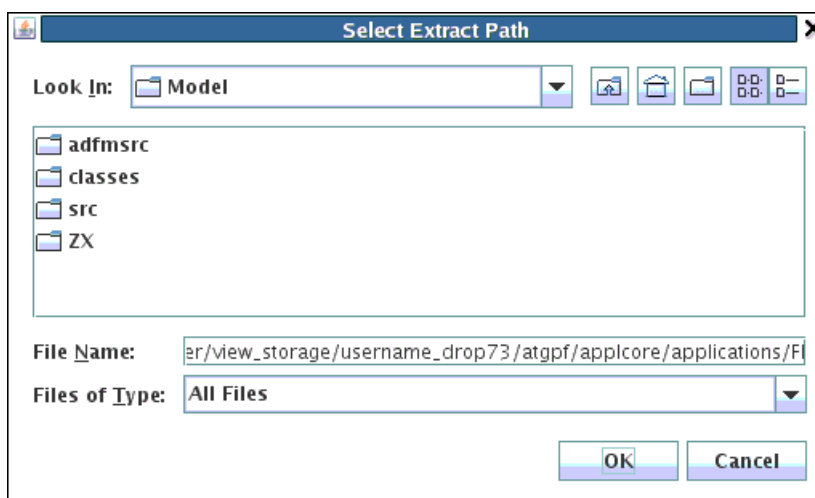 Select Extract Path
Look In: Model
adfmsrc
classes
src
ZX
File Name: er/view_storage/username_drop73/atgpf/applcore/applications/Fl
Files of Type: All Files
OK Cancel